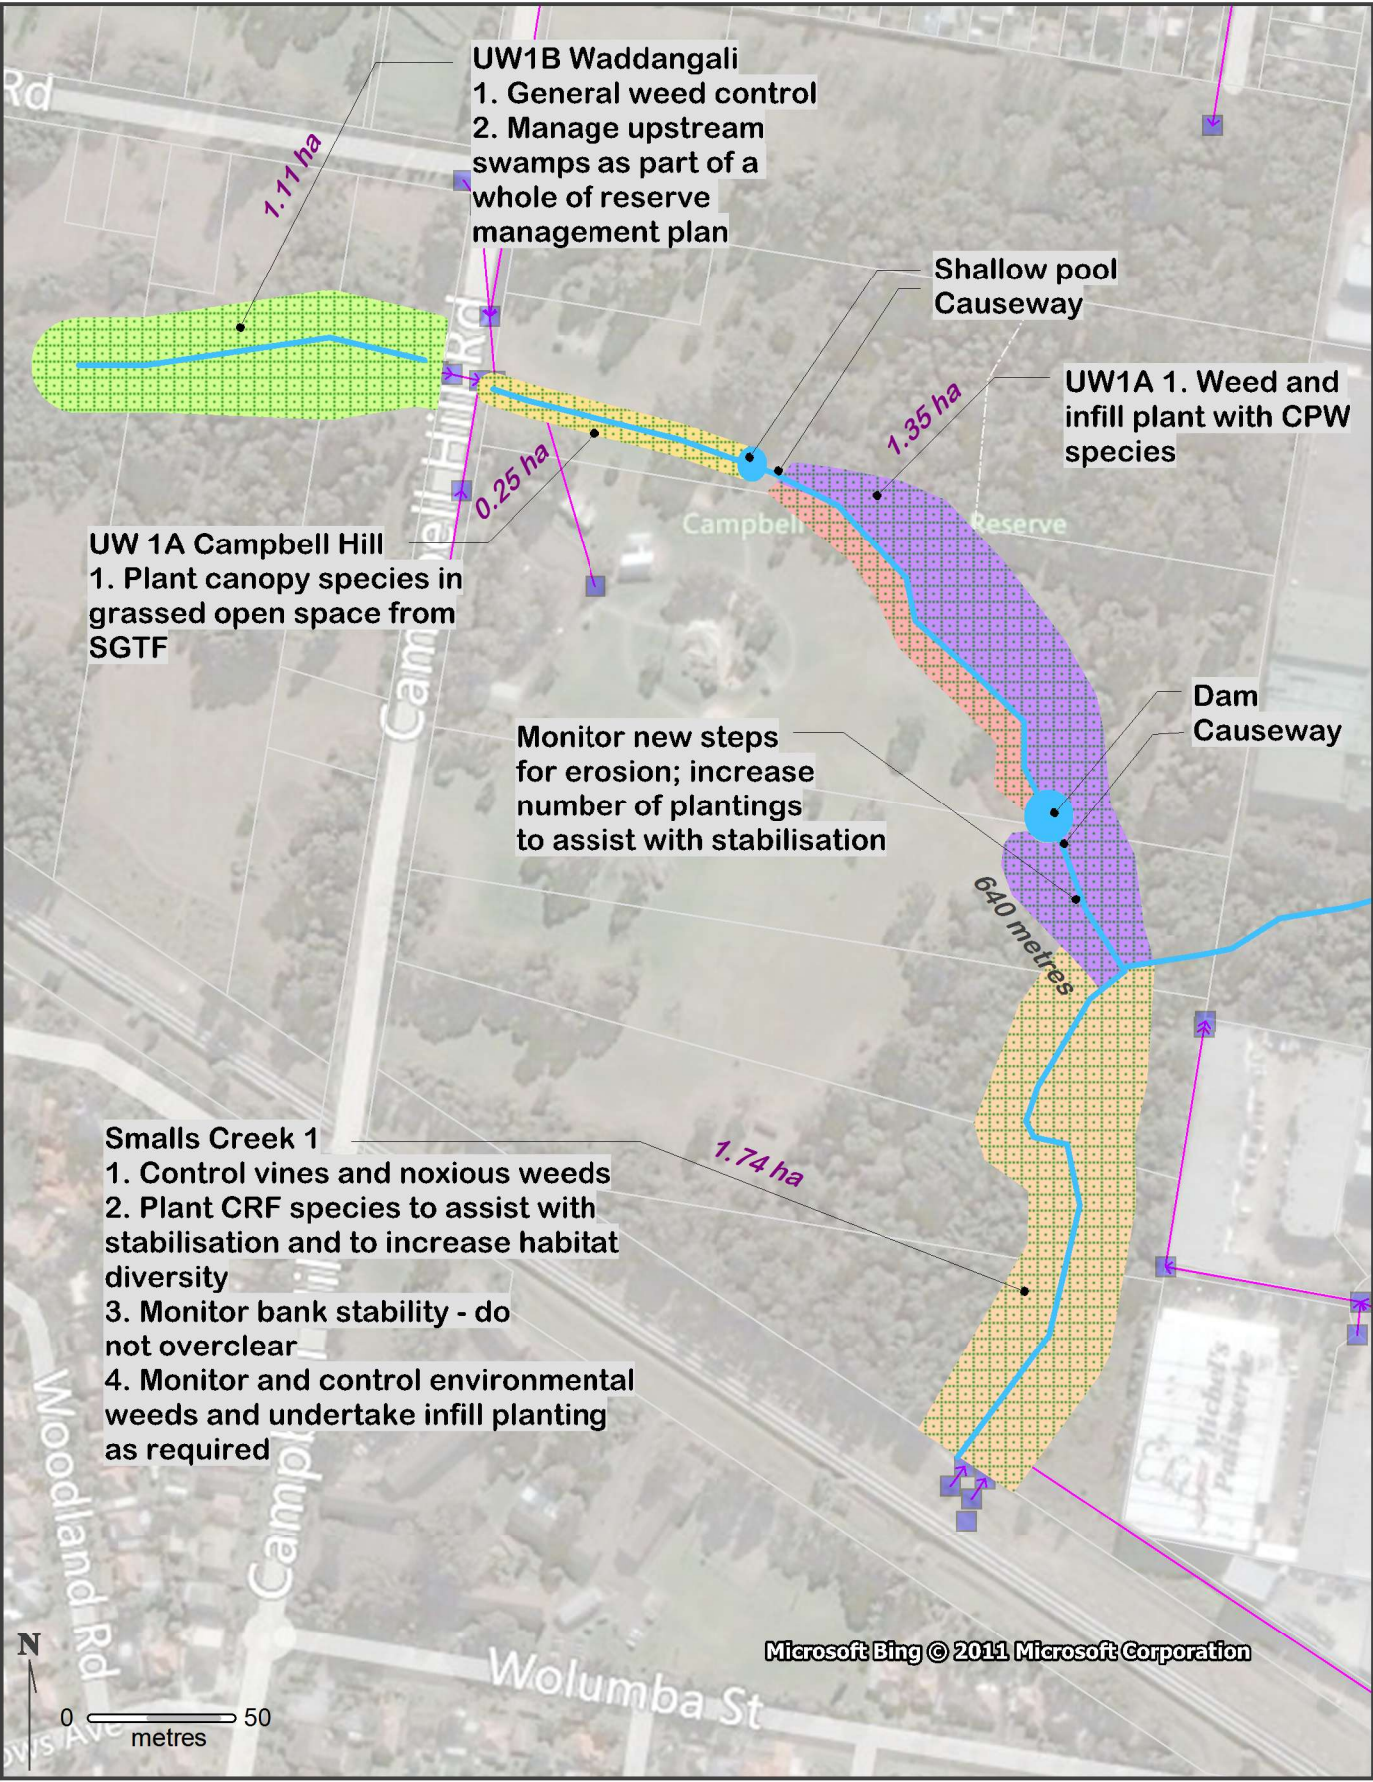 Rd
UW1B Waddangali
1. General weed control
2. Manage upstream
swamps as part of a
whole of reserve
management plan
1.11 ha
Shallow pool
Causeway
UW1A 1. Weed and
infill plant with CPW
species
1.35 ha
0.25 ha
Campbell Reserve
UW 1A Campbell Hill
1. Plant canopy species in
grassed open space from
SGTF
Campbell Hill Rd
Dam
Causeway
Monitor new steps
for erosion; increase
number of plantings
to assist with stabilisation
640 metres
Smalls Creek 1
1. Control vines and noxious weeds
2. Plant CRF species to assist with
stabilisation and to increase habitat
diversity
3. Monitor bank stability - do
not overclear
4. Monitor and control environmental
weeds and undertake infill planting
as required
1.74 ha
Michel's
Patisserie
Woodland Rd
Wolumba St
Microsoft Bing © 2011 Microsoft Corporation
N
0 50
metres
ows Ave